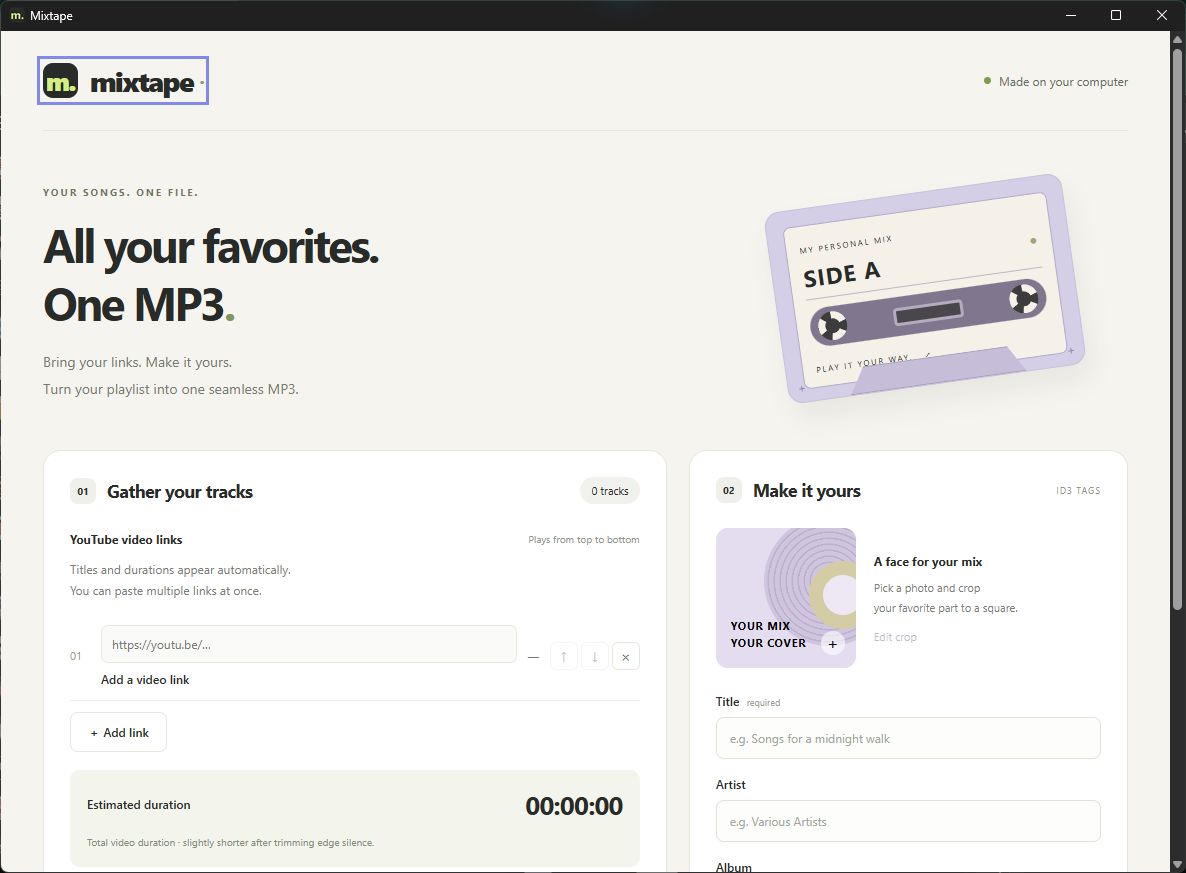 m. Mixtape
m. mixtape
Made on your computer
YOUR SONGS. ONE FILE.
All your favorites.
One MP3.
Bring your links. Make it yours.
Turn your playlist into one seamless MP3.
MY PERSONAL MIX
SIDE A
PLAY IT YOUR WAY.
01 Gather your tracks
0 tracks
YouTube video links
Plays from top to bottom
Titles and durations appear automatically.
You can paste multiple links at once.
01
https://youtu.be/...
— ↑ ↓ ×
Add a video link
+ Add link
Estimated duration
00:00:00
Total video duration · slightly shorter after trimming edge silence.
02 Make it yours
ID3 TAGS
YOUR MIX
YOUR COVER +
A face for your mix
Pick a photo and crop
your favorite part to a square.
Edit crop
Title required
e.g. Songs for a midnight walk
Artist
e.g. Various Artists
Album